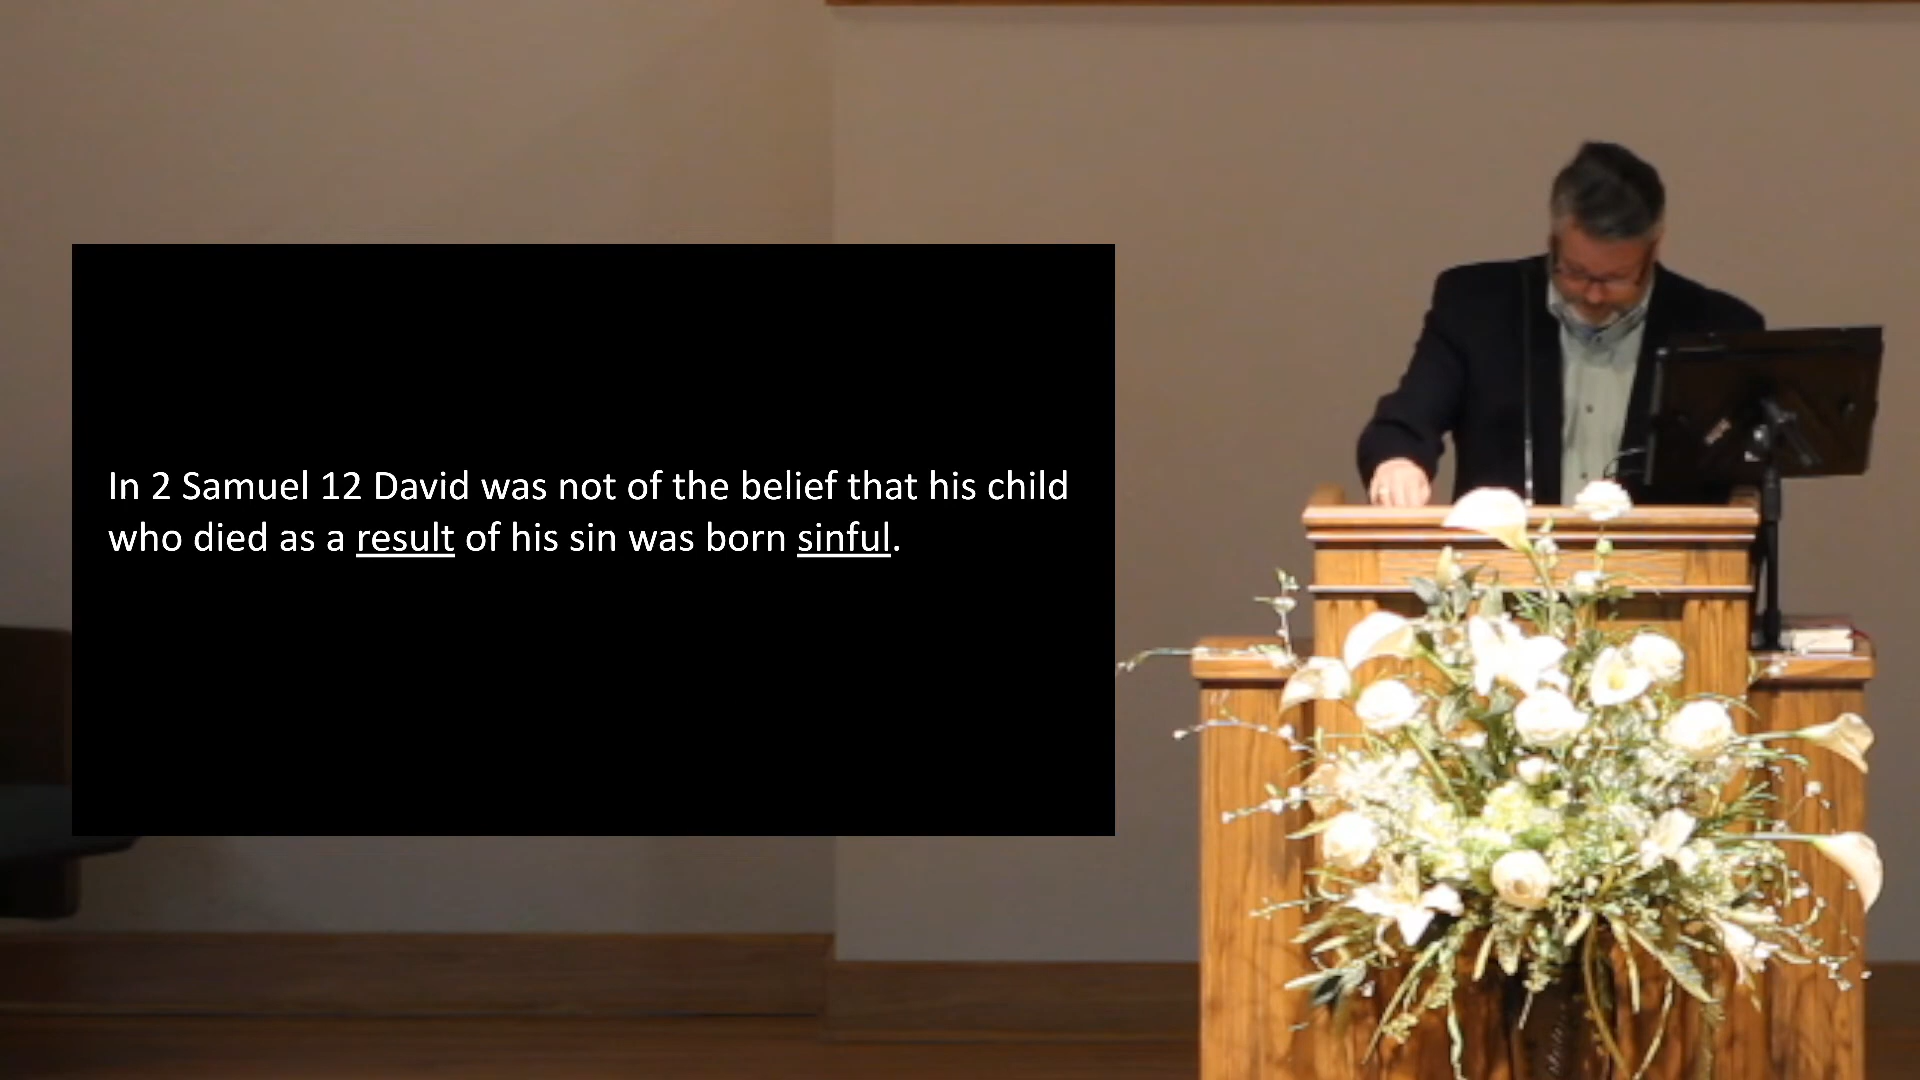 In 2 Samuel 12 David was not of the belief that his child
who died as a result of his sin was born sinful.